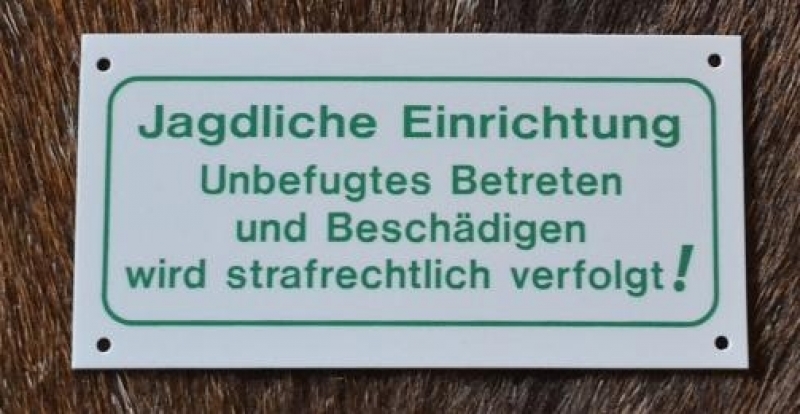 Jagdliche Einrichtung
Unbefugtes Betreten
und Beschädigen
wird strafrechtlich verfolgt!